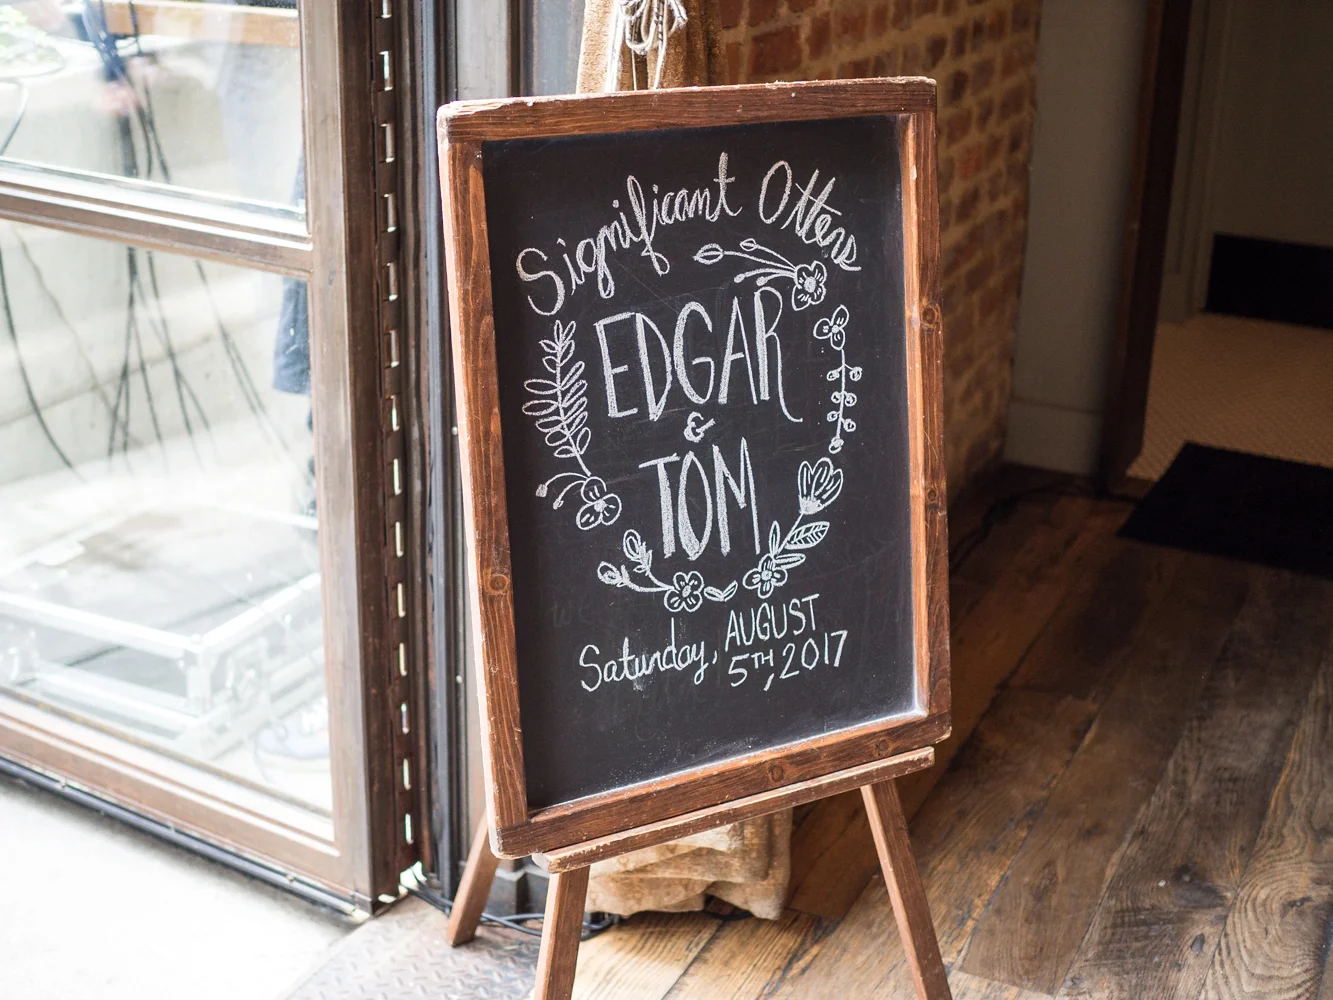 Significant Otters
EDGAR
&
TOM
Saturday, AUGUST
5TH, 2017